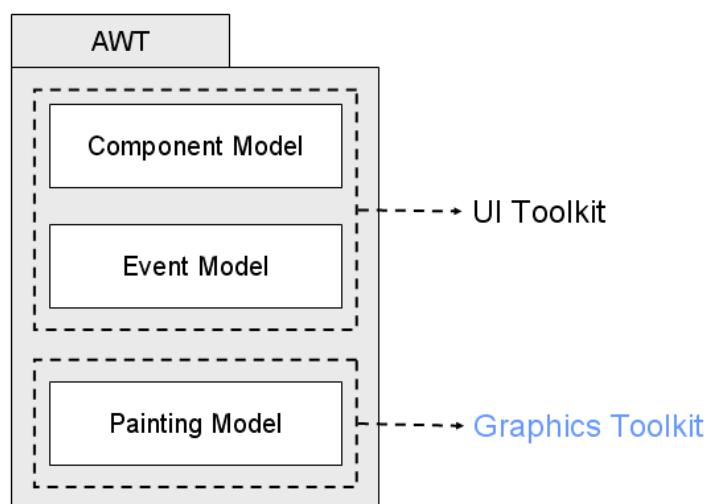 AWT
Component Model
UI Toolkit
Event Model
Painting Model
Graphics Toolkit